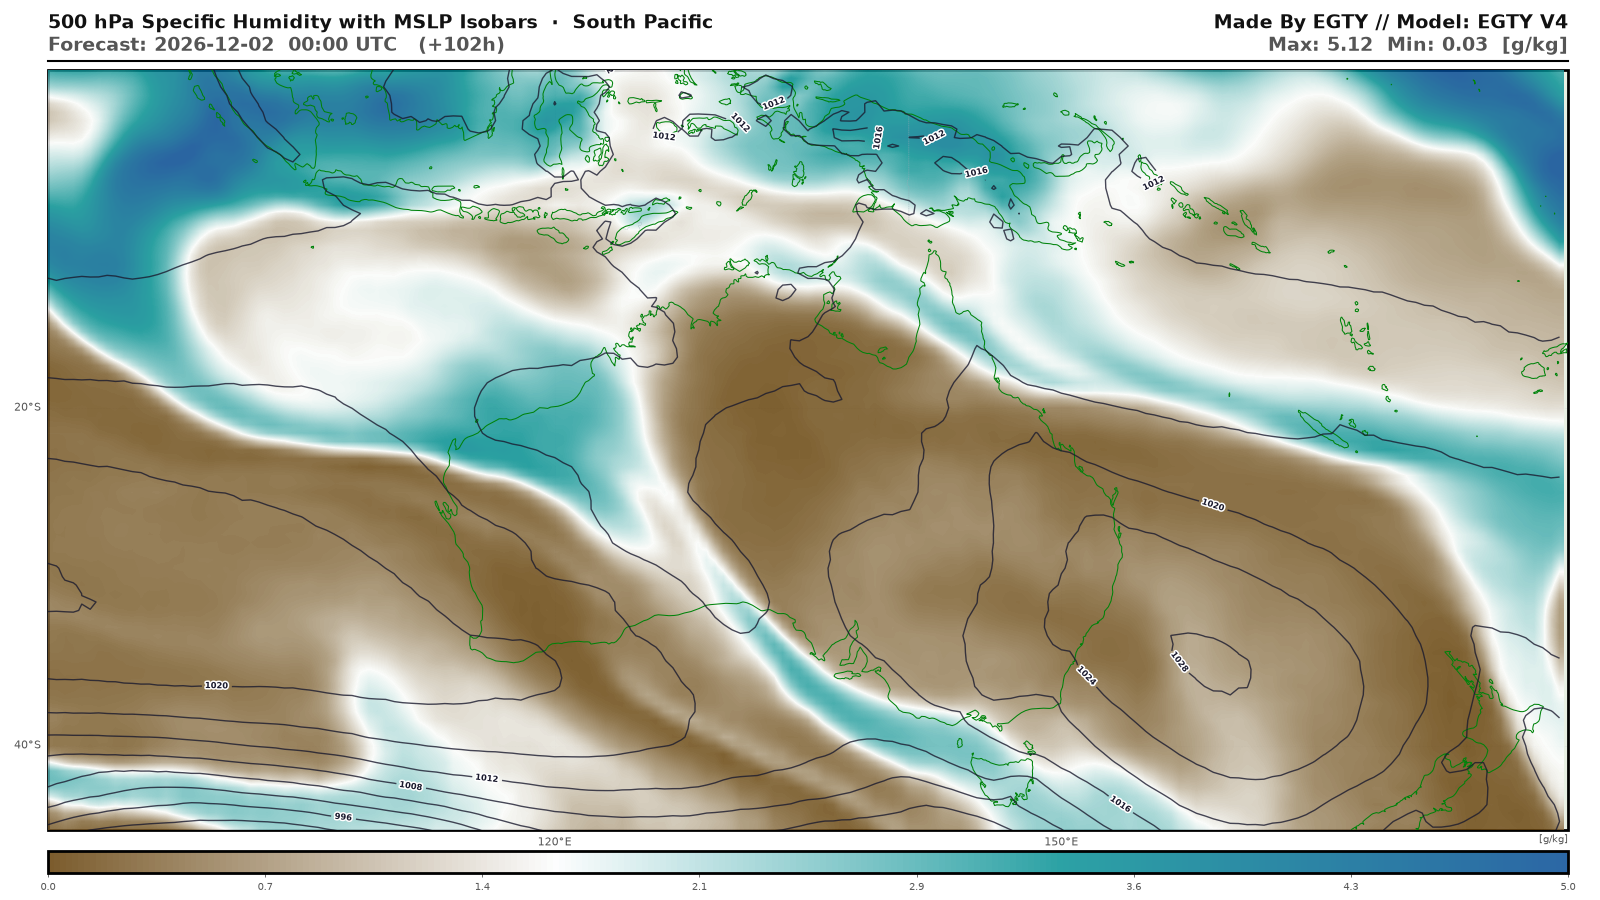 500 hPa Specific Humidity with MSLP Isobars · South Pacific
Made By EGTY // Model: EGTY V4
Forecast: 2026-12-02 00:00 UTC (+102h)
Max: 5.12 Min: 0.03 [g/kg]
1012
1012
1012
1016
1012
1016
1012
20°S
1020
1028
1024
1020
40°S
1012
1008
1016
996
120°E
150°E
[g/kg]
0.0
0.7
1.4
2.1
2.9
3.6
4.3
5.0